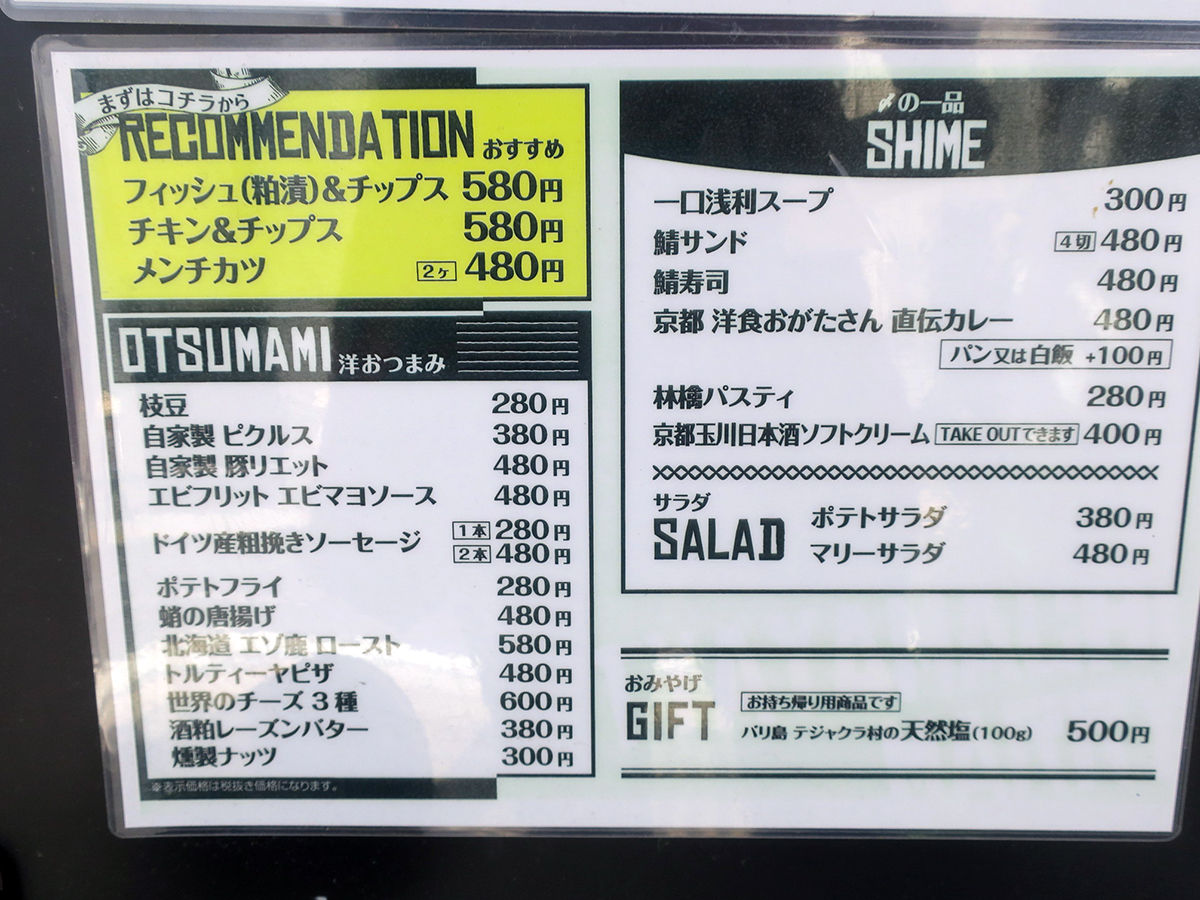 まずはコチラから
RECOMMENDATION おすすめ
フィッシュ(粕漬)&チップス 580円
チキン&チップス 580円
メンチカツ 2ヶ 480円
OTSUMAMI 洋おつまみ
枝豆 280円
自家製 ピクルス 380円
自家製 豚リエット 480円
エビフリット エビマヨソース 480円
ドイツ産粗挽きソーセージ 1本 280円
2本 480円
ポテトフライ 280円
蛸の唐揚げ 480円
北海道 エゾ鹿 ロースト 580円
トルティーヤピザ 480円
世界のチーズ 3種 600円
酒粕レーズンバター 380円
燻製ナッツ 300円
※表示価格は税抜き価格になります。
〆の一品
SHIME
一口浅利スープ 300円
鯖サンド 4切 480円
鯖寿司 480円
京都 洋食おがたさん 直伝カレー 480円
パン又は白飯 +100円
林檎パスティ 280円
京都玉川日本酒ソフトクリーム TAKE OUTできます 400円
サラダ
SALAD
ポテトサラダ 380円
マリーサラダ 480円
おみやげ
GIFT
お持ち帰り用商品です
バリ島 テジャクラ村の天然塩(100g) 500円